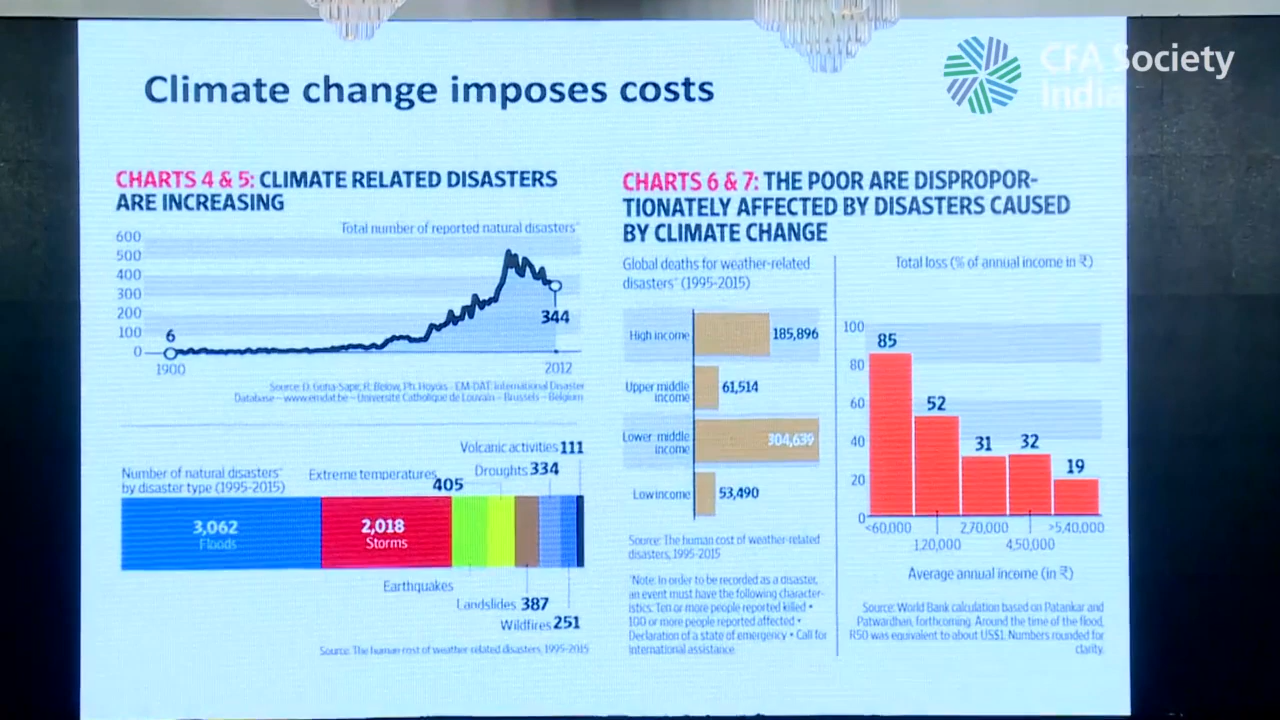 CFA Society
India
Climate change imposes costs
CHARTS 4 & 5: CLIMATE RELATED DISASTERS
ARE INCREASING
Total number of reported natural disasters*
600
500
400
300
200
100
0
6
344
1900
2012
Source: D. Guha-Sapir, R. Below, Ph. Hoyois - EM-DAT: International Disaster
Database – www.emdat.be – Université Catholique de Louvain – Brussels – Belgium
Number of natural disasters*
by disaster type (1995-2015)
Volcanic activities 111
Droughts 334
Extreme temperatures
405
3,062
Floods
2,018
Storms
Earthquakes
Landslides 387
Wildfires 251
Source: The human cost of weather related disasters, 1995-2015
CHARTS 6 & 7: THE POOR ARE DISPROPOR-
TIONATELY AFFECTED BY DISASTERS CAUSED
BY CLIMATE CHANGE
Global deaths for weather-related
disasters* (1995-2015)
High income 185,896
Upper middle
income 61,514
Lower middle
income 304,639
Low income 53,490
Source: The human cost of weather-related
disasters, 1995-2015
*Note: In order to be recorded as a disaster,
an event must have the following character-
istics: Ten or more people reported killed •
100 or more people reported affected •
Declaration of a state of emergency • Call for
international assistance
Total loss (% of annual income in ₹)
100
80
60
40
20
0
85
52
31
32
19
<60,000
1,20,000
2,70,000
4,50,000
>5,40,000
Average annual income (in ₹)
Source: World Bank calculation based on Patankar and
Patwardhan, forthcoming. Around the time of the flood,
R50 was equivalent to about US$1. Numbers rounded for
clarity.